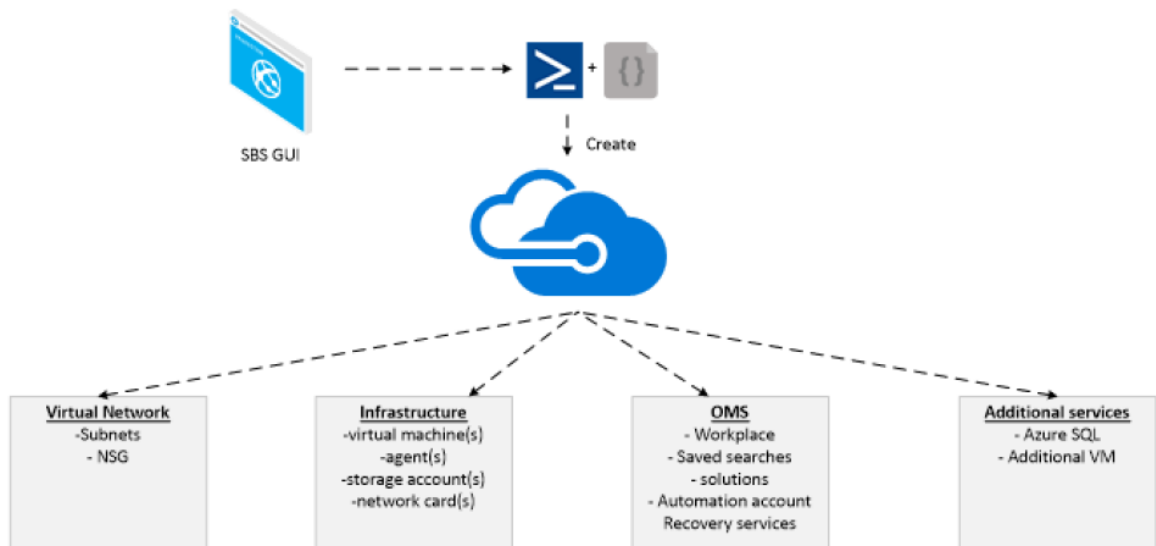 + {}
SBS GUI
Create
Virtual Network
-Subnets
- NSG
Infrastructure
-virtual machine(s)
-agent(s)
-storage account(s)
-network card(s)
OMS
- Workplace
- Saved searches
- solutions
- Automation account
Recovery services
Additional services
- Azure SQL
- Additional VM